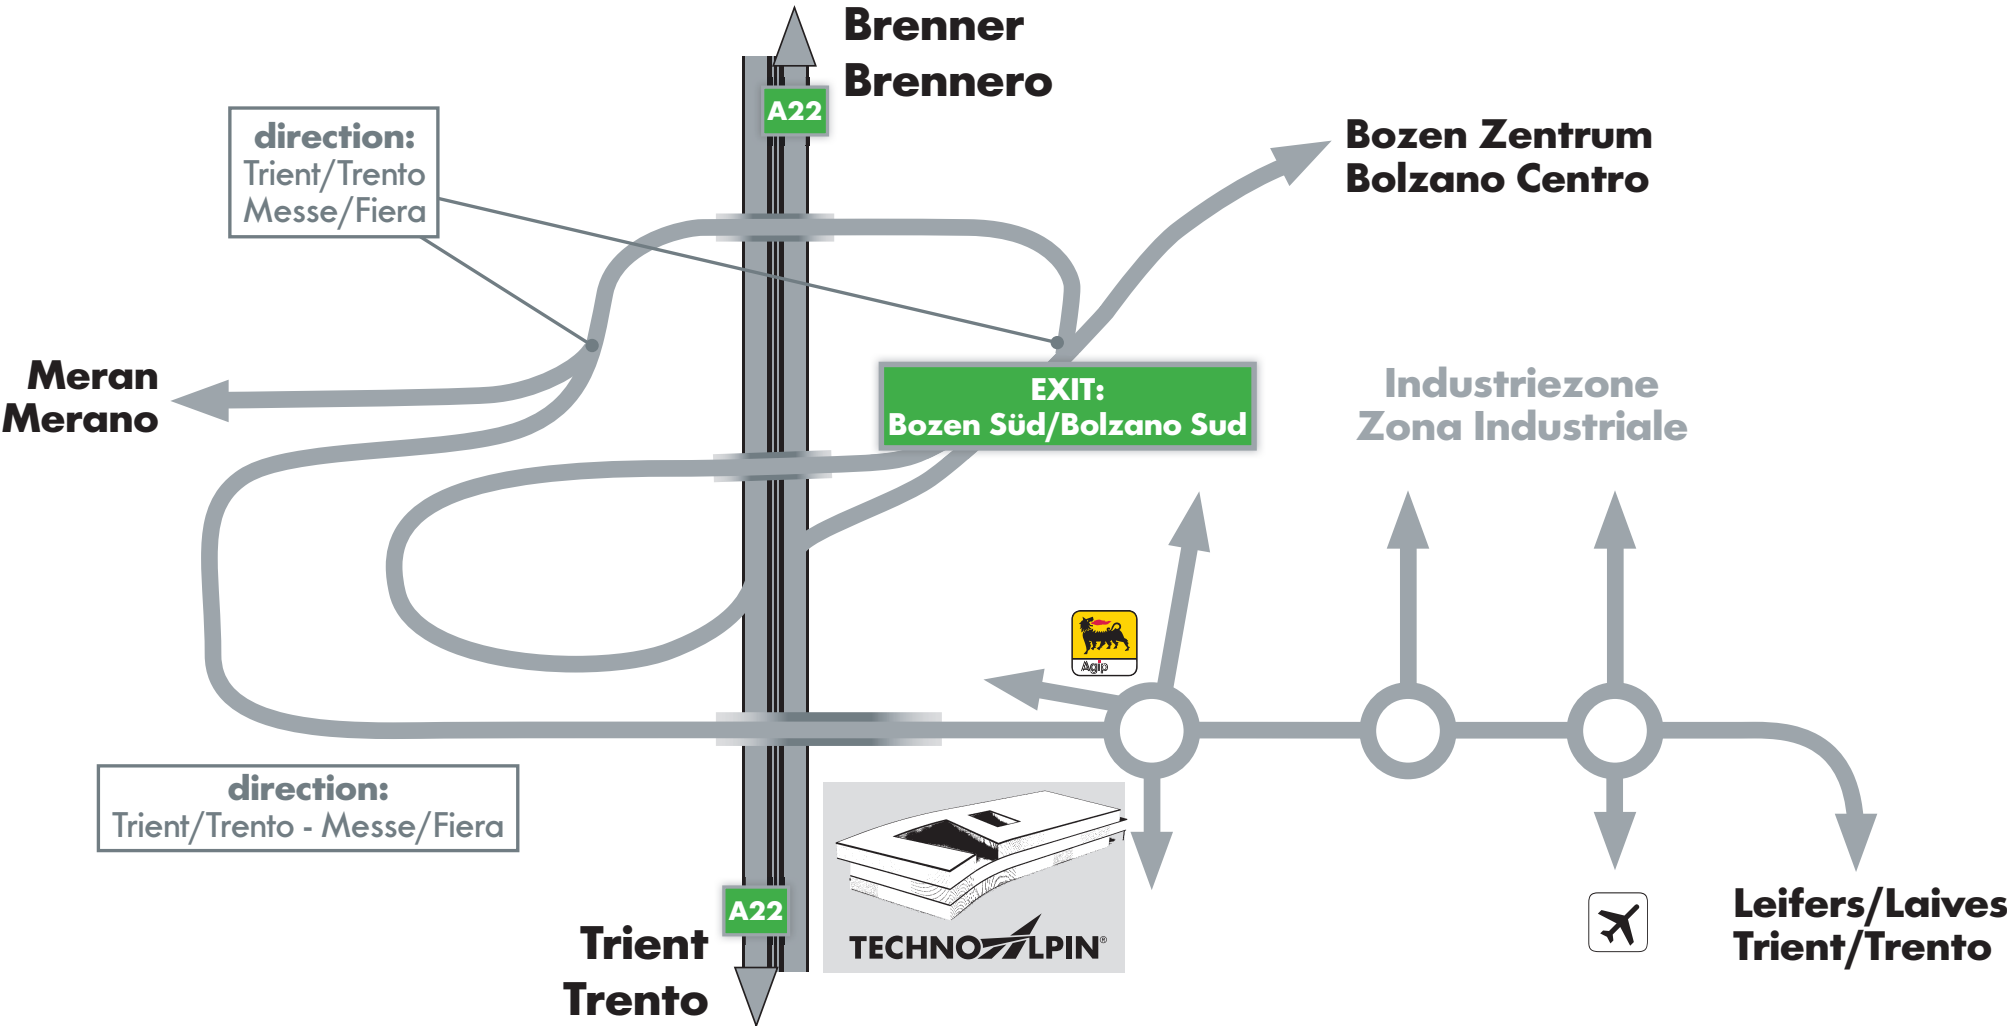 Brenner
Brennero
A22
direction:
Trient/Trento
Messe/Fiera
Bozen Zentrum
Bolzano Centro
Meran
Merano
EXIT:
Bozen Süd/Bolzano Sud
Industriezone
Zona Industriale
Agip
direction:
Trient/Trento - Messe/Fiera
A22
Trient
Trento
TECHNOALPIN®
Leifers/Laives
Trient/Trento